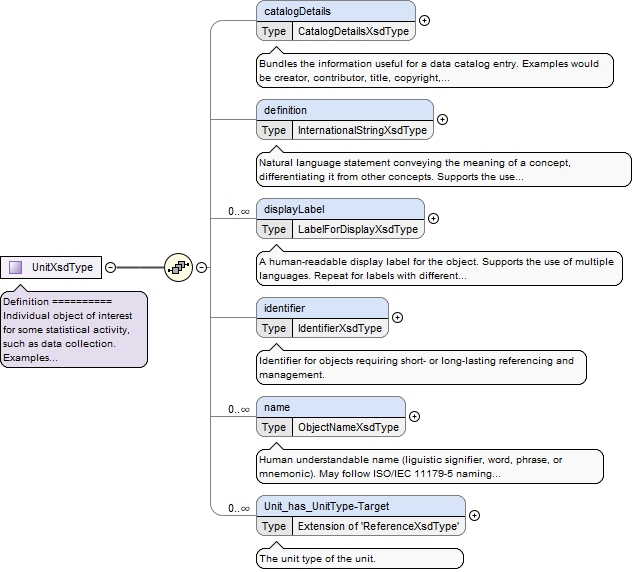 catalogDetails
Type CatalogDetailsXsdType
Bundles the information useful for a data catalog entry. Examples would
be creator, contributor, title, copyright,...
definition
Type InternationalStringXsdType
Natural language statement conveying the meaning of a concept,
differentiating it from other concepts. Supports the use...
0..∞
displayLabel
Type LabelForDisplayXsdType
A human-readable display label for the object. Supports the use of multiple
languages. Repeat for labels with different...
UnitXsdType
Definition ==========
Individual object of interest
for some statistical activity,
such as data collection.
Examples...
identifier
Type IdentifierXsdType
Identifier for objects requiring short- or long-lasting referencing and
management.
0..∞
name
Type ObjectNameXsdType
Human understandable name (liguistic signifier, word, phrase, or
mnemonic). May follow ISO/IEC 11179-5 naming...
0..∞
Unit_has_UnitType-Target
Type Extension of 'ReferenceXsdType'
The unit type of the unit.